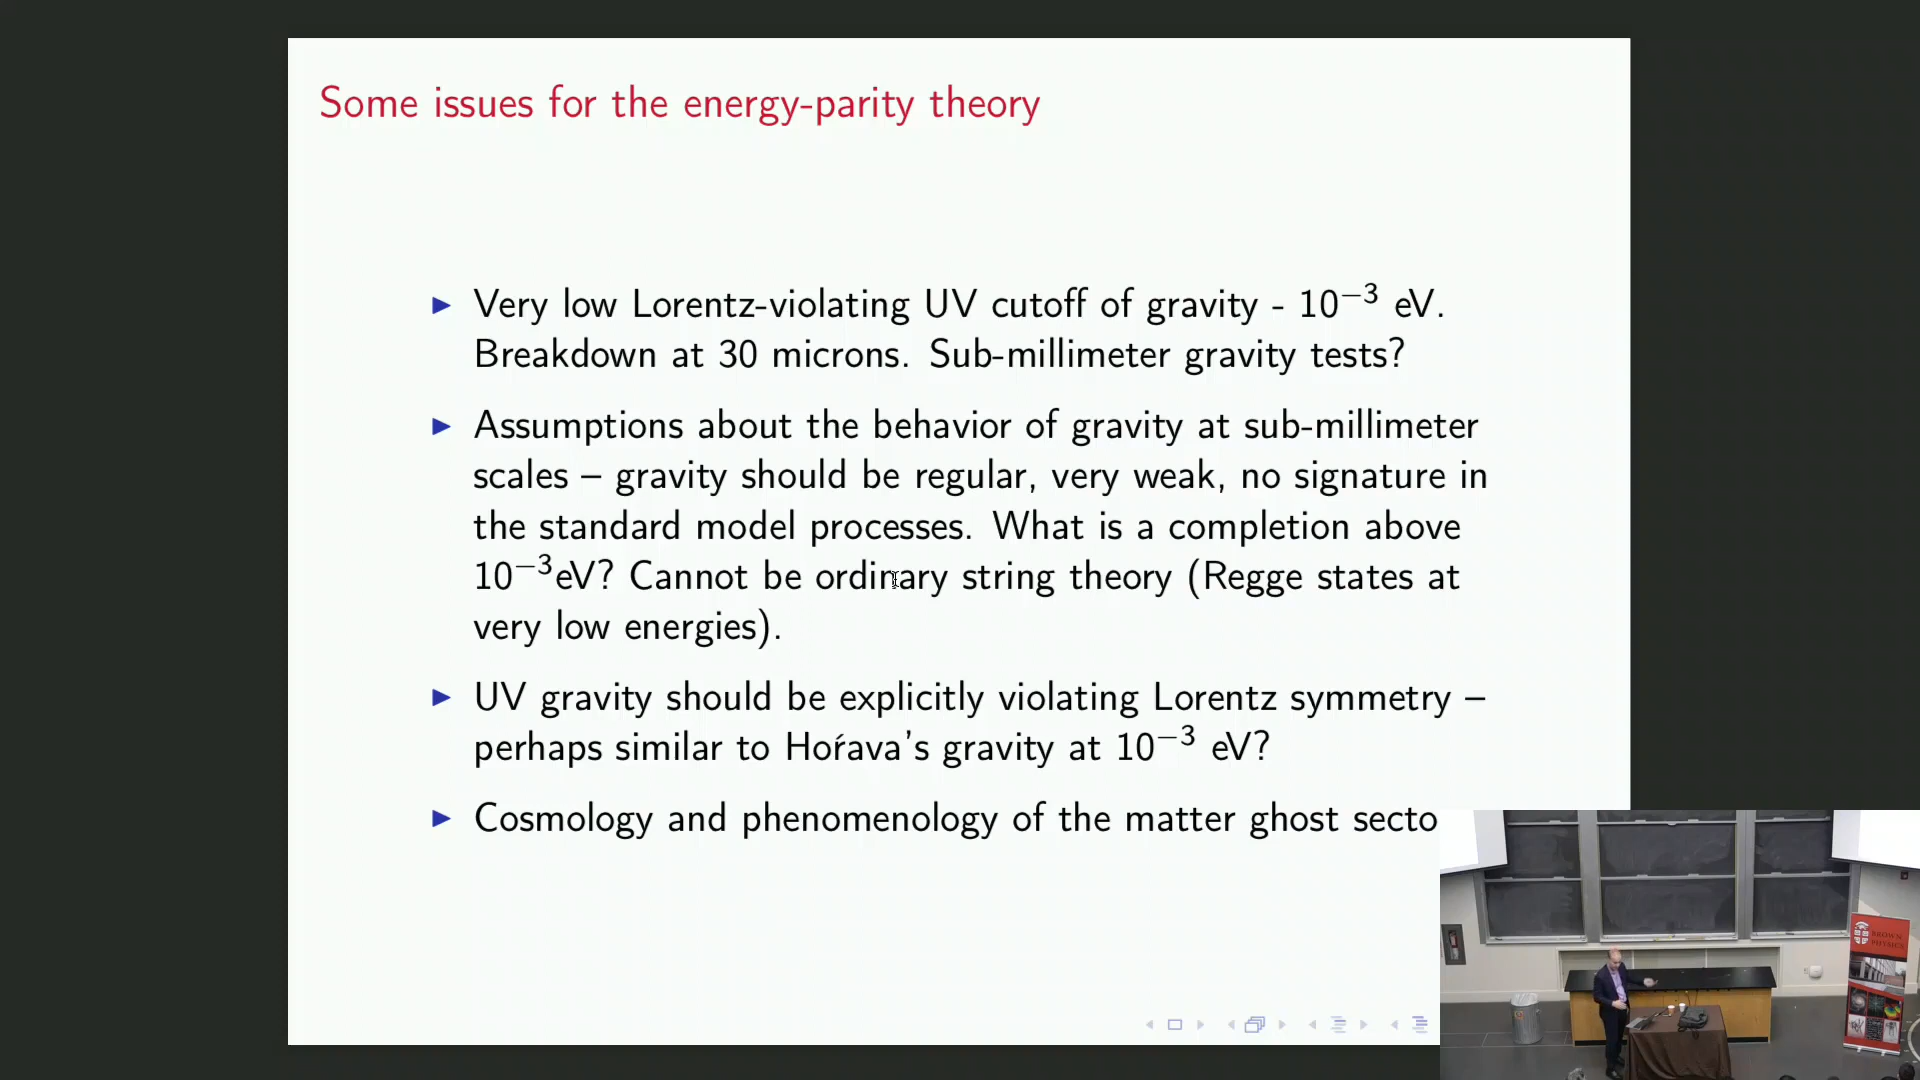 Some issues for the energy-parity theory
▶ Very low Lorentz-violating UV cutoff of gravity - 10⁻³ eV.
Breakdown at 30 microns. Sub-millimeter gravity tests?
▶ Assumptions about the behavior of gravity at sub-millimeter
scales – gravity should be regular, very weak, no signature in
the standard model processes. What is a completion above
10⁻³eV? Cannot be ordinary string theory (Regge states at
very low energies).
▶ UV gravity should be explicitly violating Lorentz symmetry –
perhaps similar to Hoŕava's gravity at 10⁻³ eV?
▶ Cosmology and phenomenology of the matter ghost secto
BROWN
PHYSICS